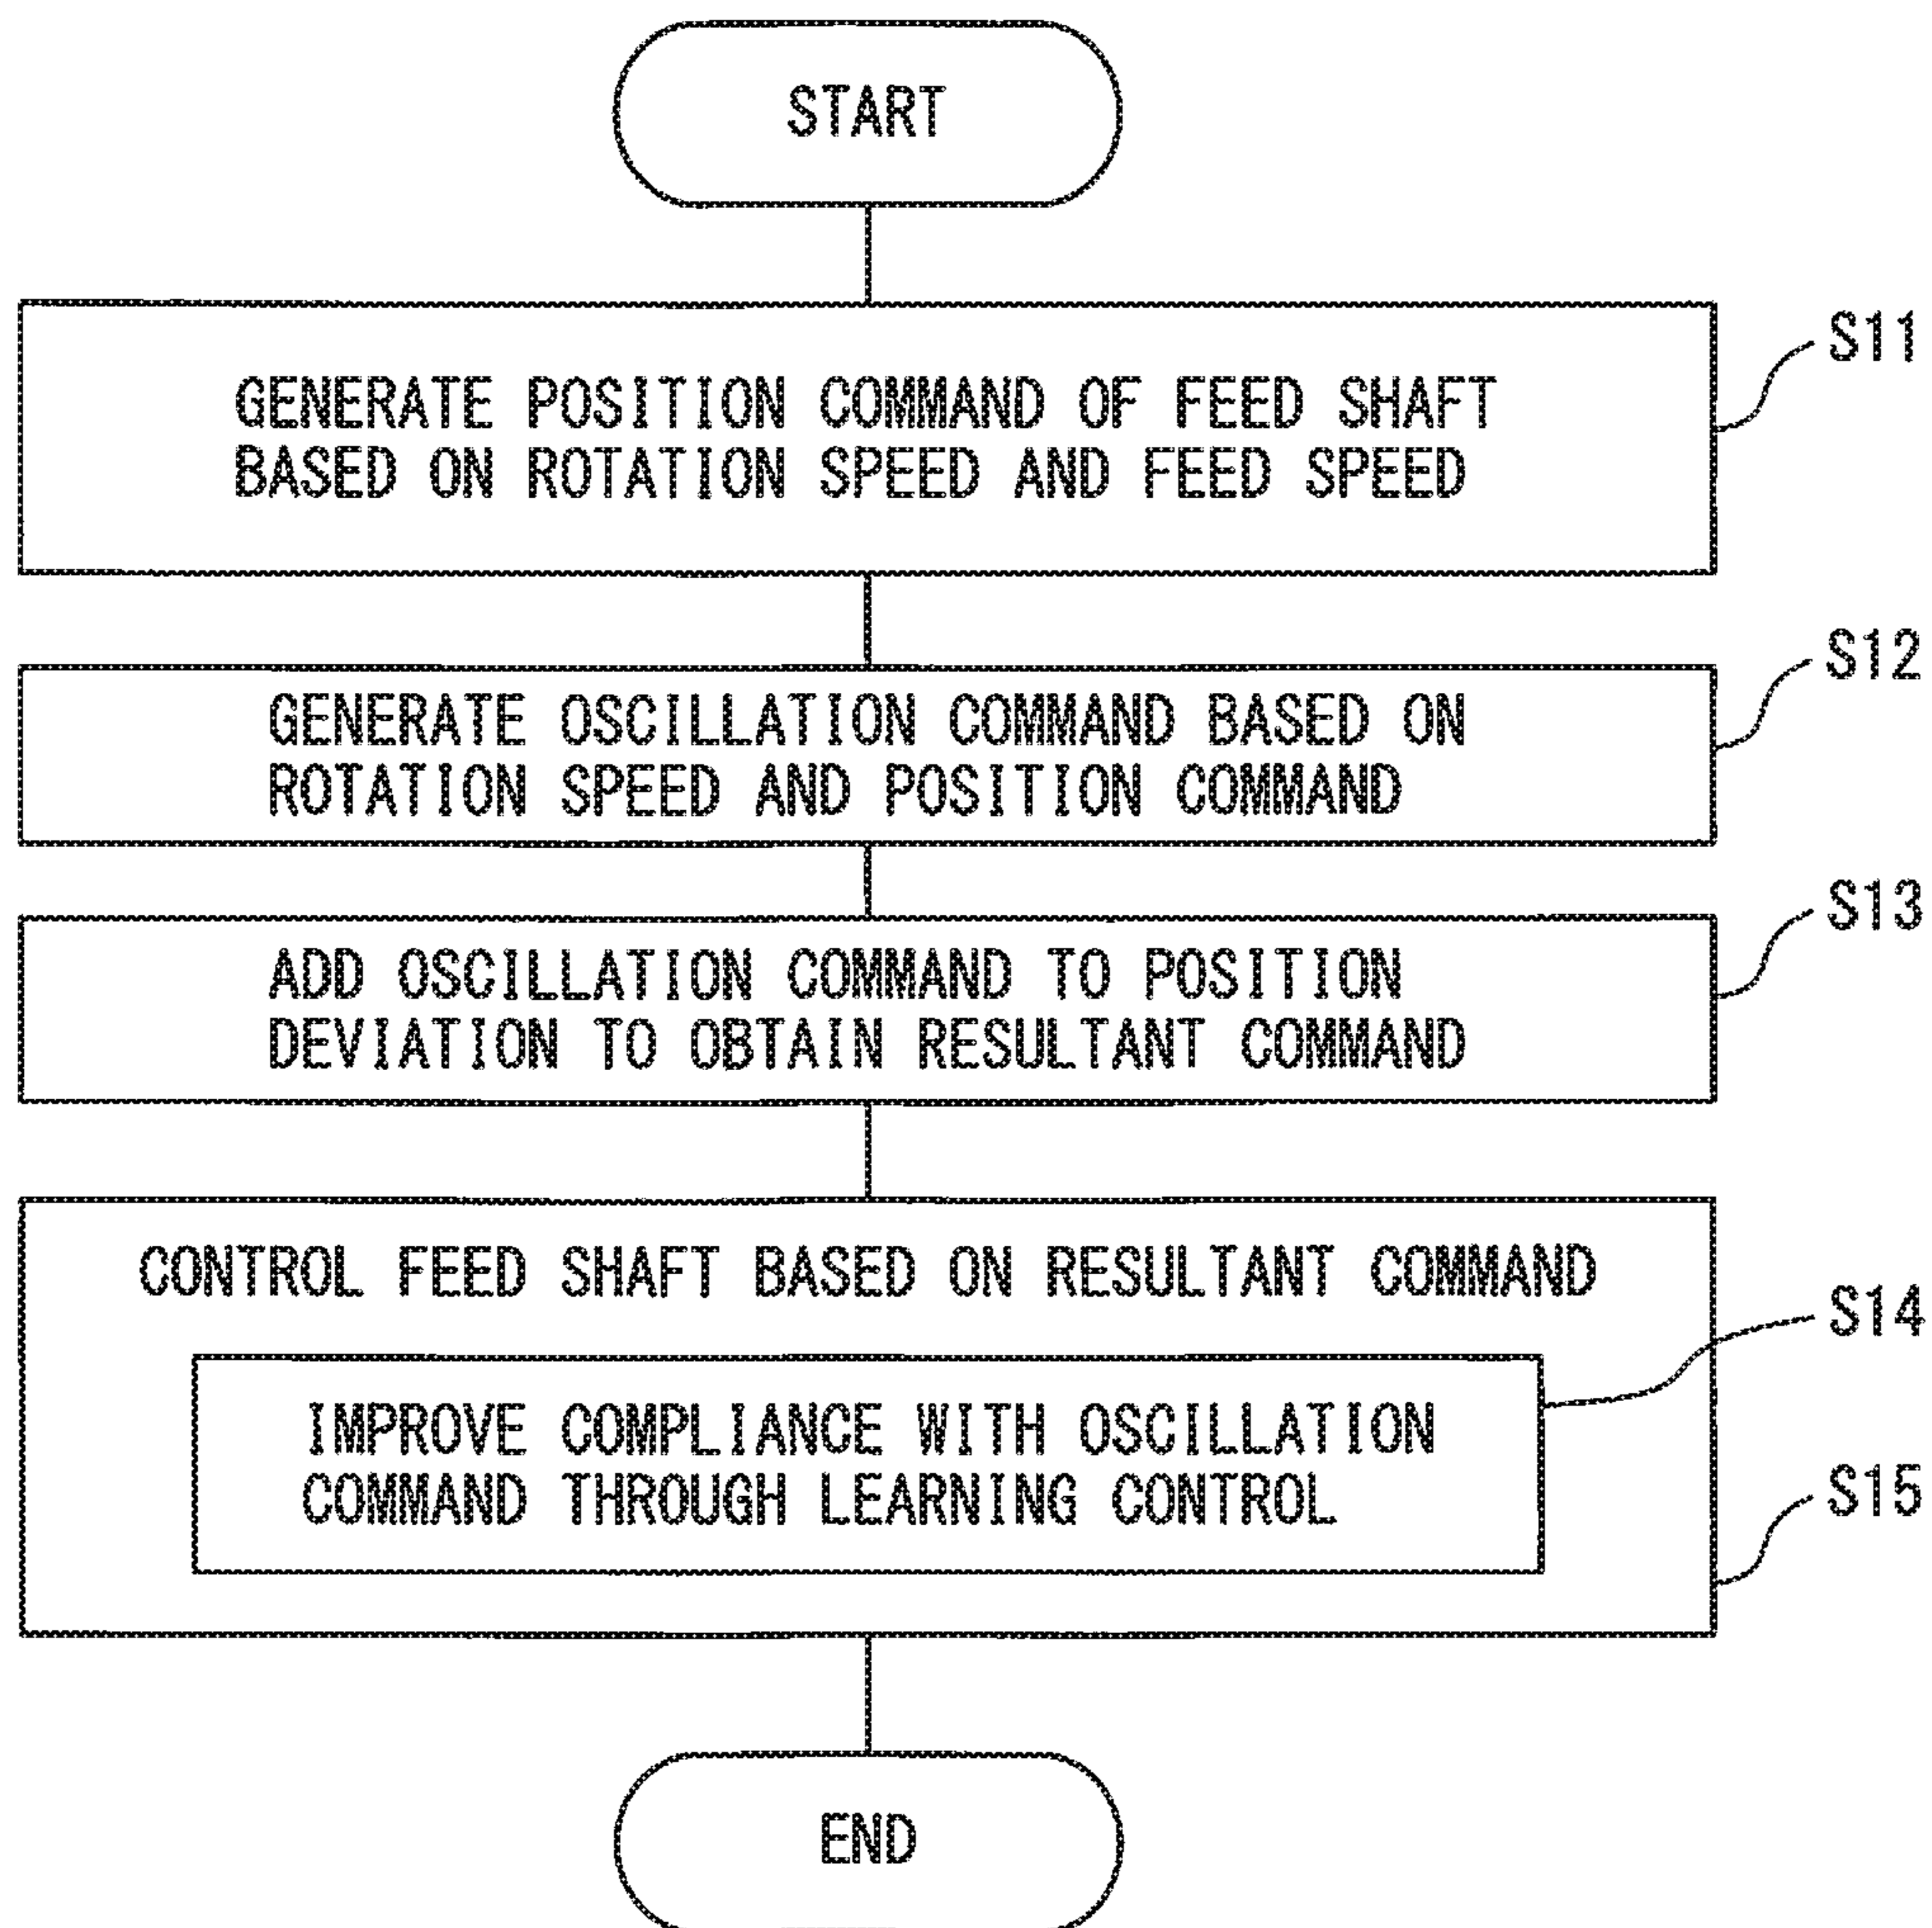 START
S11
GENERATE POSITION COMMAND OF FEED SHAFT
BASED ON ROTATION SPEED AND FEED SPEED
S12
GENERATE OSCILLATION COMMAND BASED ON
ROTATION SPEED AND POSITION COMMAND
S13
ADD OSCILLATION COMMAND TO POSITION
DEVIATION TO OBTAIN RESULTANT COMMAND
CONTROL FEED SHAFT BASED ON RESULTANT COMMAND
S14
IMPROVE COMPLIANCE WITH OSCILLATION
COMMAND THROUGH LEARNING CONTROL
S15
END